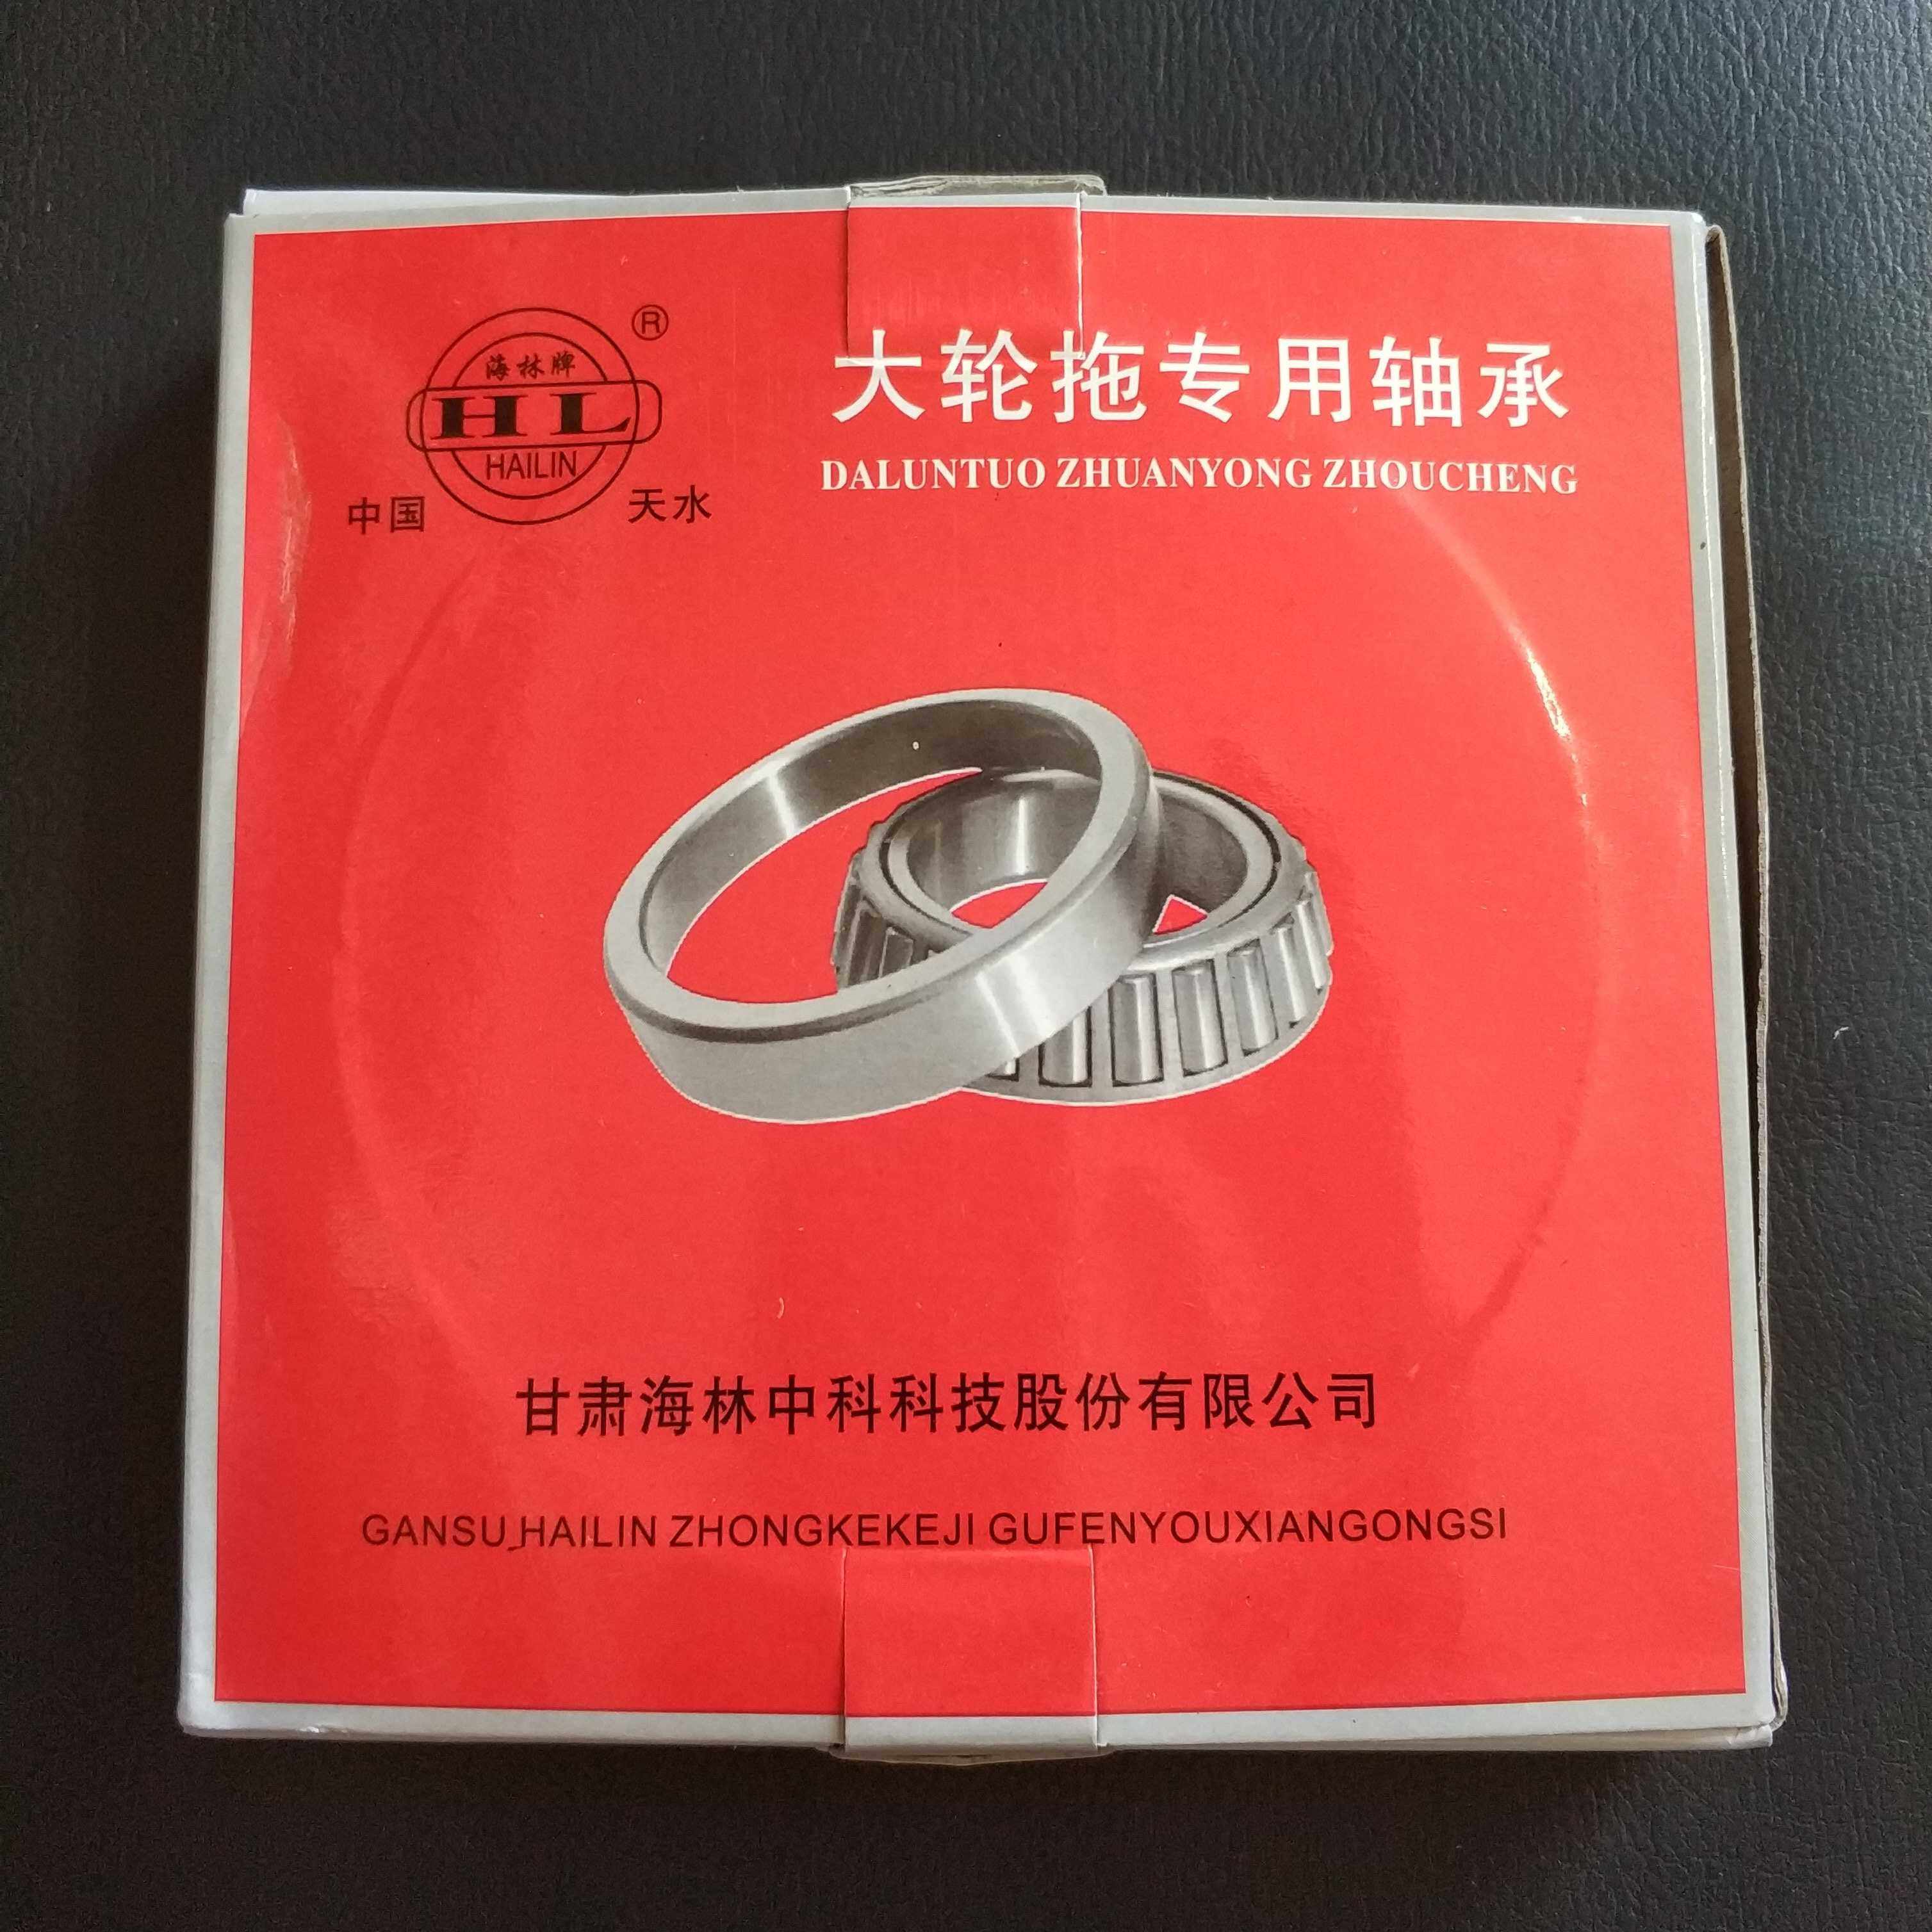 海林牌
®
HL
HAILIN
中国 天水
大轮拖专用轴承
DALUNTUO ZHUANYONG ZHOUCHENG
甘肃海林中科科技股份有限公司
GANSU HAILIN ZHONGKEKEJI GUFENYOUXIANGONGSI